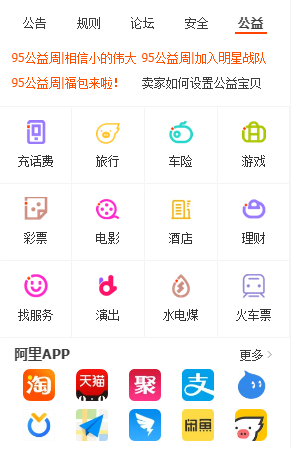 公告 规则 论坛 安全 公益
95公益周|相信小的伟大 95公益周|加入明星战队
95公益周|福包来啦！ 卖家如何设置公益宝贝
充话费 旅行 车险 游戏
彩票 电影 酒店 理财
找服务 演出 水电煤 火车票
阿里APP 更多 >
淘 天猫 聚 支
闲鱼